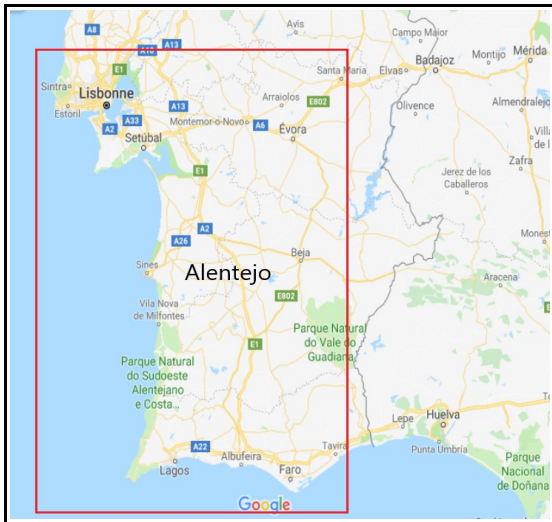 A8
Avis
Campo Maior
A10
A13
Montijo
Mérida
E1
Santa Maria
Elvas
Badajoz
Sintra
Lisbonne
Arraiolos
E802
Estoril
A13
Olivence
Almendralejo
A33
Montemor-o-Novo
A6
Évora
A2
Setúbal
Zafra
E1
Jerez de los
Caballeros
A2
A26
Beja
Sines
Alentejo
Aracena
E802
Vila Nova
de Milfontes
Parque Natural
do Vale do
Guadiana
E1
Parque Natural
do Sudoeste
Alentejano
e Costa...
Lepe
Huelva
A22
Tavira
Albufeira
Punta Umbría
Lagos
Faro
Parque
Nacional
de Doñana
Google